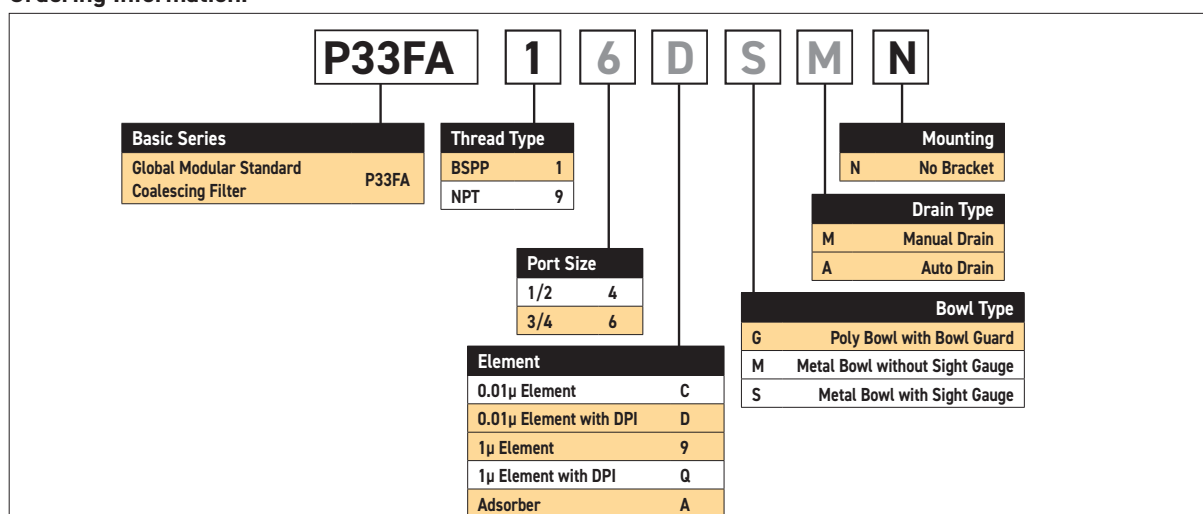 Ordering Information:
P33FA 1 6 D S M N
Basic Series
Global Modular Standard
Coalescing Filter P33FA
Thread Type
BSPP 1
NPT 9
Mounting
N No Bracket
Drain Type
M Manual Drain
A Auto Drain
Port Size
1/2 4
3/4 6
Bowl Type
G Poly Bowl with Bowl Guard
M Metal Bowl without Sight Gauge
S Metal Bowl with Sight Gauge
Element
0.01µ Element C
0.01µ Element with DPI D
1µ Element 9
1µ Element with DPI Q
Adsorber A